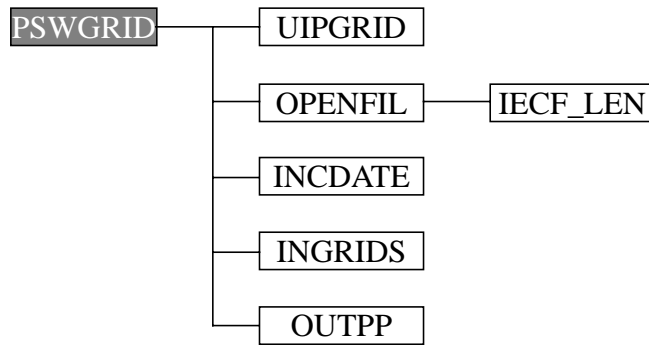 PSWGRID
UIPGRID
OPENFIL
IECF_LEN
INCDATE
INGRIDS
OUTPP